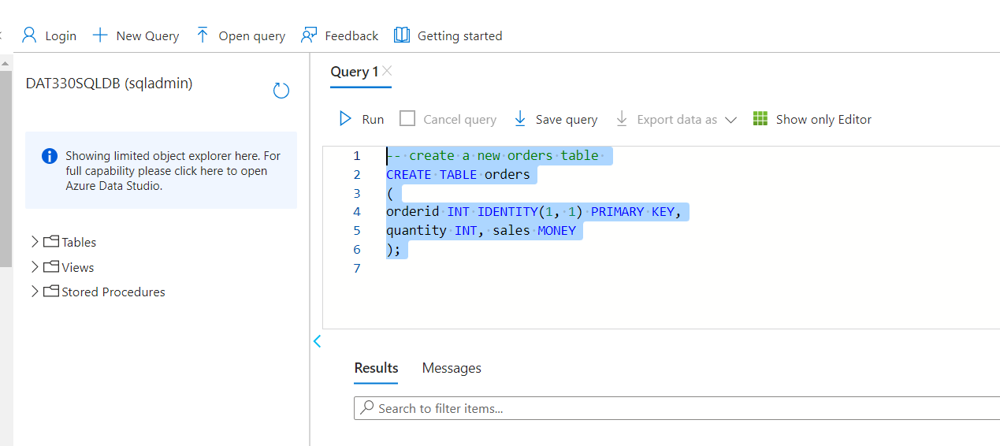 Login New Query Open query Feedback Getting started
DAT330SQLDB (sqladmin)
Showing limited object explorer here. For
full capability please click here to open
Azure Data Studio.
Tables
Views
Stored Procedures
Query 1
Run Cancel query Save query Export data as Show only Editor
1 -- create a new orders table
2 CREATE TABLE orders
3 (
4 orderid INT IDENTITY(1, 1) PRIMARY KEY,
5 quantity INT, sales MONEY
6 );
7
Results Messages
Search to filter items...